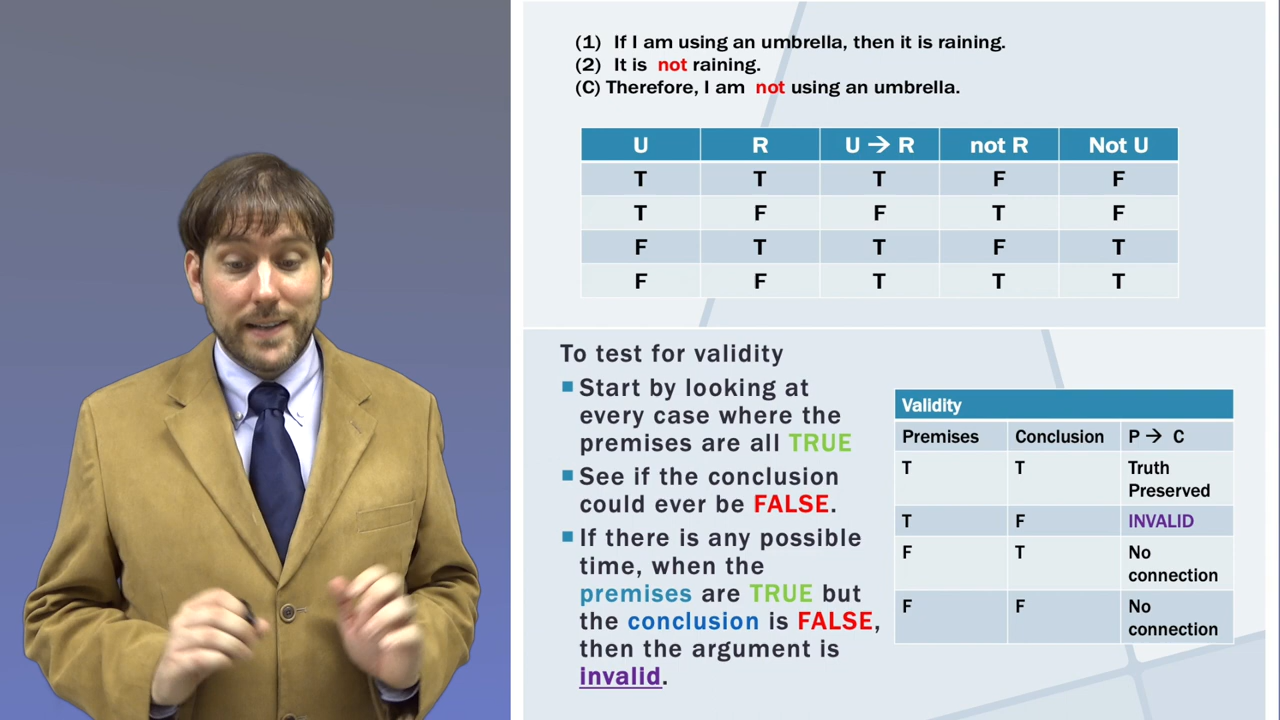 (1) If I am using an umbrella, then it is raining.
(2) It is not raining.
(C) Therefore, I am not using an umbrella.
U R U → R not R Not U
T T T F F
T F F T F
F T T F T
F F T T T
To test for validity
Start by looking at
every case where the
premises are all TRUE
See if the conclusion
could ever be FALSE.
If there is any possible
time, when the
premises are TRUE but
the conclusion is FALSE,
then the argument is
invalid.
Validity
Premises Conclusion P → C
T T Truth
Preserved
T F INVALID
F T No
connection
F F No
connection